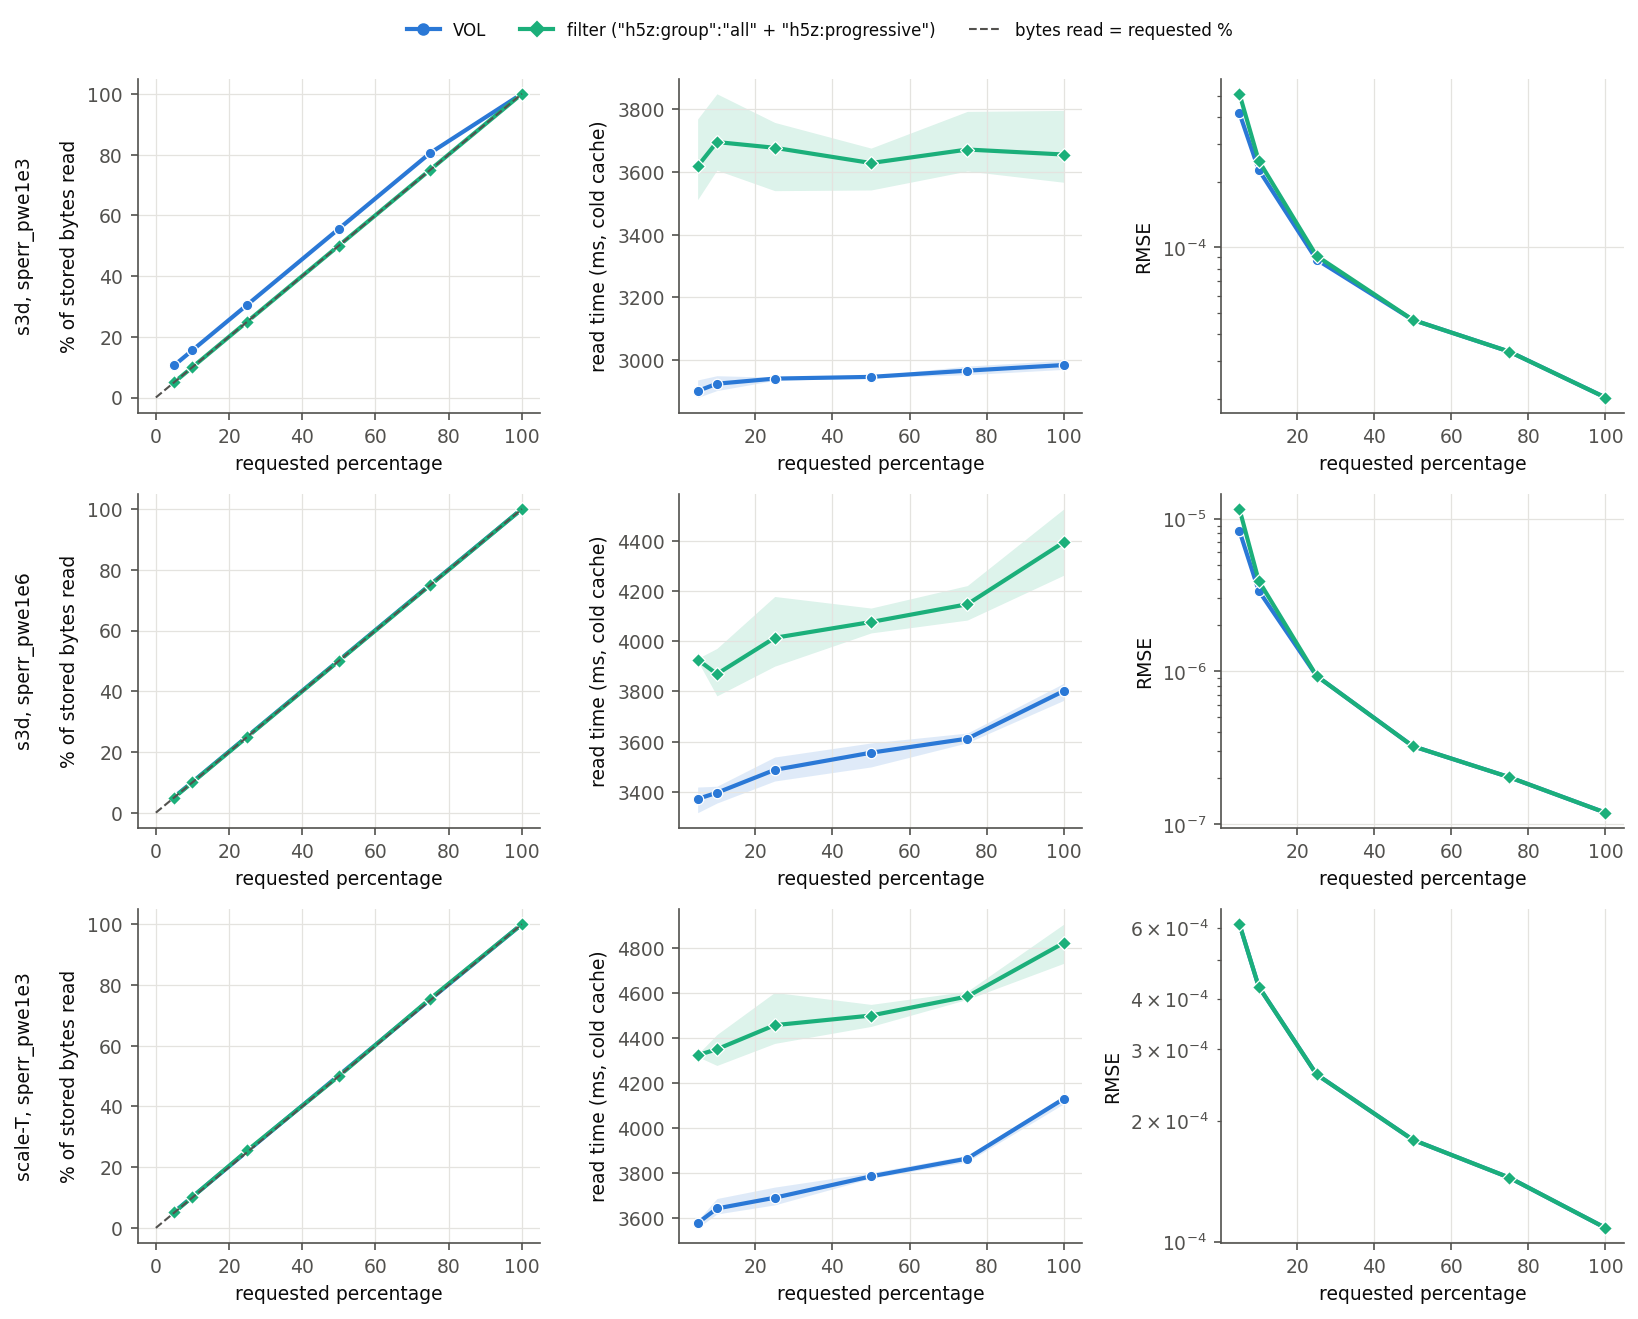 VOL
filter ("h5z:group":"all" + "h5z:progressive")
bytes read = requested %
s3d, sperr_pwe1e3
% of stored bytes read
100
80
60
40
20
0
0 20 40 60 80 100
requested percentage
read time (ms, cold cache)
3800
3600
3400
3200
3000
20 40 60 80 100
requested percentage
RMSE
10⁻⁴
20 40 60 80 100
requested percentage
s3d, sperr_pwe1e6
% of stored bytes read
100
80
60
40
20
0
0 20 40 60 80 100
requested percentage
read time (ms, cold cache)
4400
4200
4000
3800
3600
3400
20 40 60 80 100
requested percentage
RMSE
10⁻⁵
10⁻⁶
10⁻⁷
20 40 60 80 100
requested percentage
scale-T, sperr_pwe1e3
% of stored bytes read
100
80
60
40
20
0
0 20 40 60 80 100
requested percentage
read time (ms, cold cache)
4800
4600
4400
4200
4000
3800
3600
20 40 60 80 100
requested percentage
RMSE
6 × 10⁻⁴
4 × 10⁻⁴
3 × 10⁻⁴
2 × 10⁻⁴
10⁻⁴
20 40 60 80 100
requested percentage